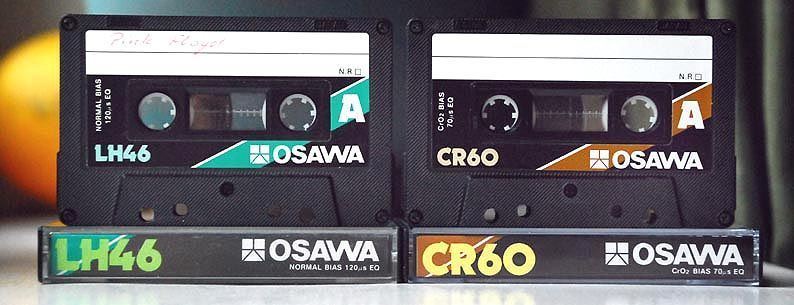 Pink Floyd
N.R □
NORMAL BIAS
120μs EQ
A
LH46
OSAWA
N.R □
CrO2 BIAS
70μs EQ
A
CR60
OSAWA
LH46
OSAWA
NORMAL BIAS 120μs EQ
CR60
OSAWA
CrO2 BIAS 70μs EQ